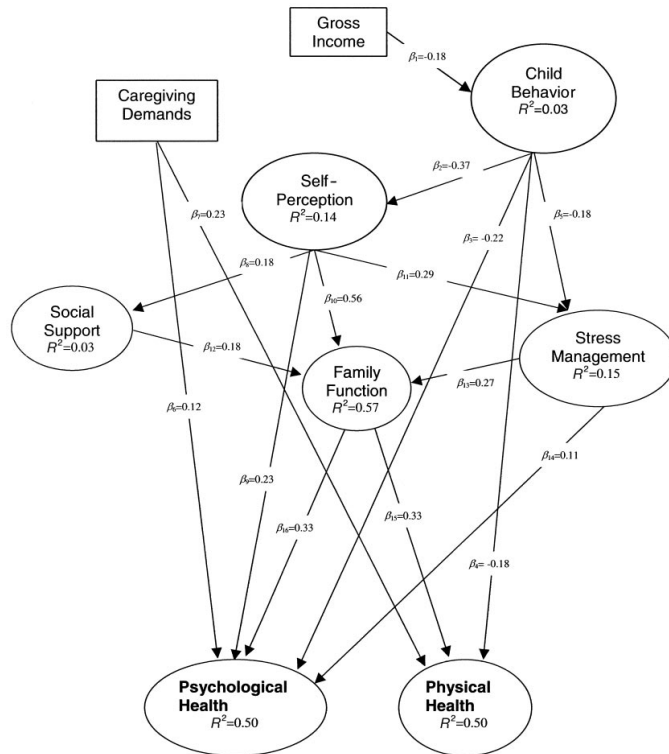 Gross
Income
β1=-0.18
Child
Behavior
R²=0.03
Caregiving
Demands
β2=-0.37
Self-
Perception
R²=0.14
β7=0.23
β3= -0.22
β5=-0.18
β8=0.18
β11=0.29
β10=0.56
Social
Support
R²=0.03
Stress
Management
R²=0.15
β12=0.18
Family
Function
R²=0.57
β13=0.27
β6=0.12
β14=0.11
β9=0.23
β16=0.33
β15=0.33
β4= -0.18
Psychological
Health
R²=0.50
Physical
Health
R²=0.50